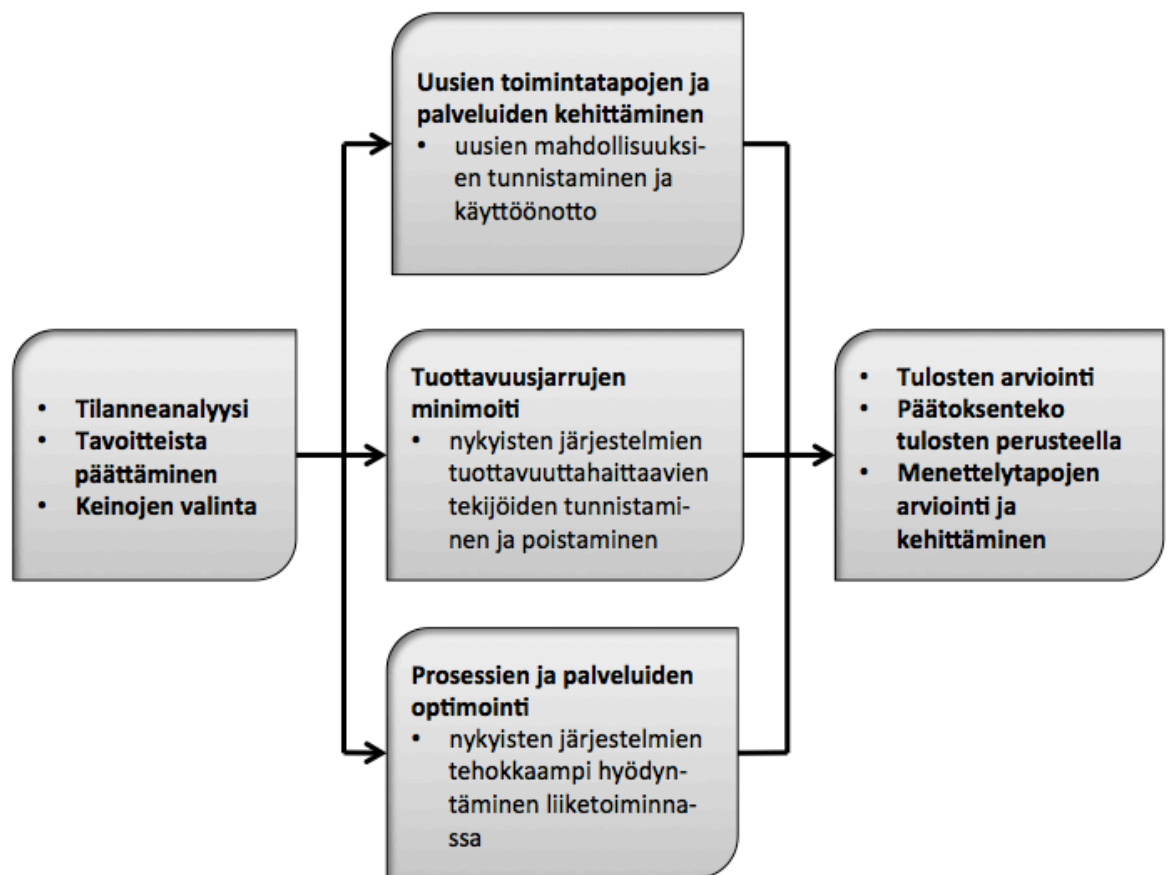 Uusien toimintatapojen ja
palveluiden kehittäminen
• uusien mahdollisuuksi-
en tunnistaminen ja
käyttöönotto
• Tilanneanalyysi
• Tavoitteista
päättäminen
• Keinojen valinta
Tuottavuusjarrujen
minimoiti
• nykyisten järjestelmien
tuottavuuttahaittaavien
tekijöiden tunnistami-
nen ja poistaminen
Prosessien ja palveluiden
optimointi
• nykyisten järjestelmien
tehokkaampi hyödyn-
täminen liiketoiminna-
ssa
• Tulosten arviointi
• Päätoksenteko
tulosten perusteella
• Menettelytapojen
arviointi ja
kehittäminen